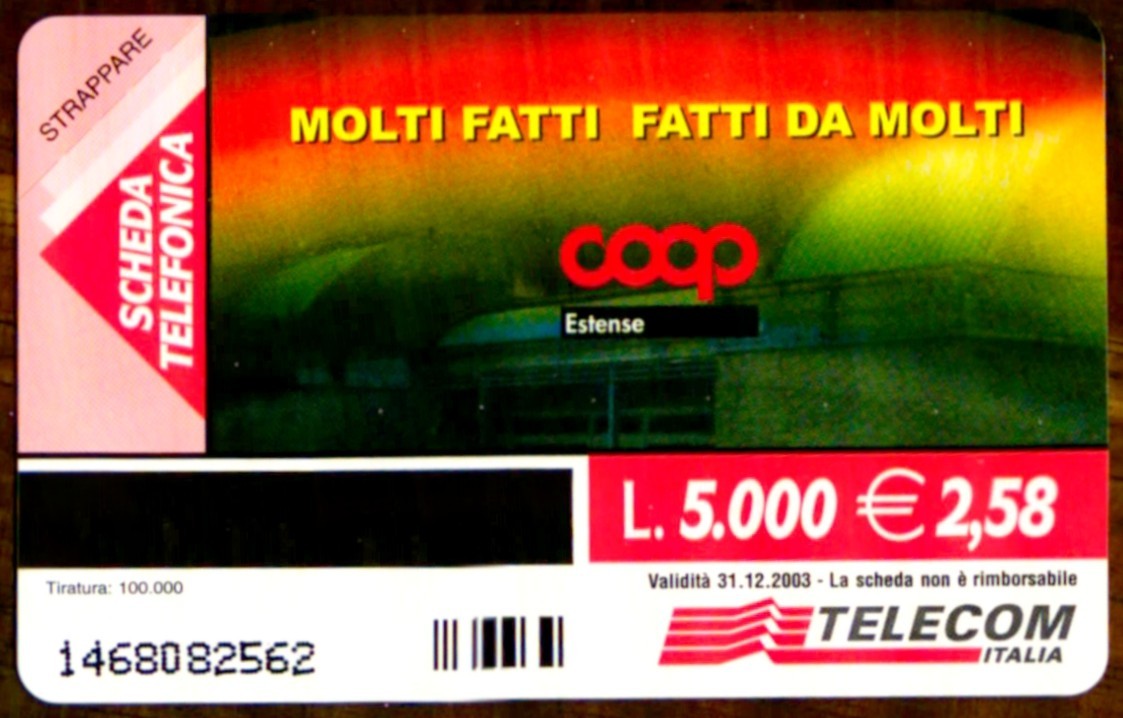 STRAPPARE
SCHEDA
TELEFONICA
MOLTI FATTI FATTI DA MOLTI
coop
Estense
L. 5.000 € 2,58
Tiratura: 100.000
Validità 31.12.2003 - La scheda non è rimborsabile
1468082562
TELECOM
ITALIA